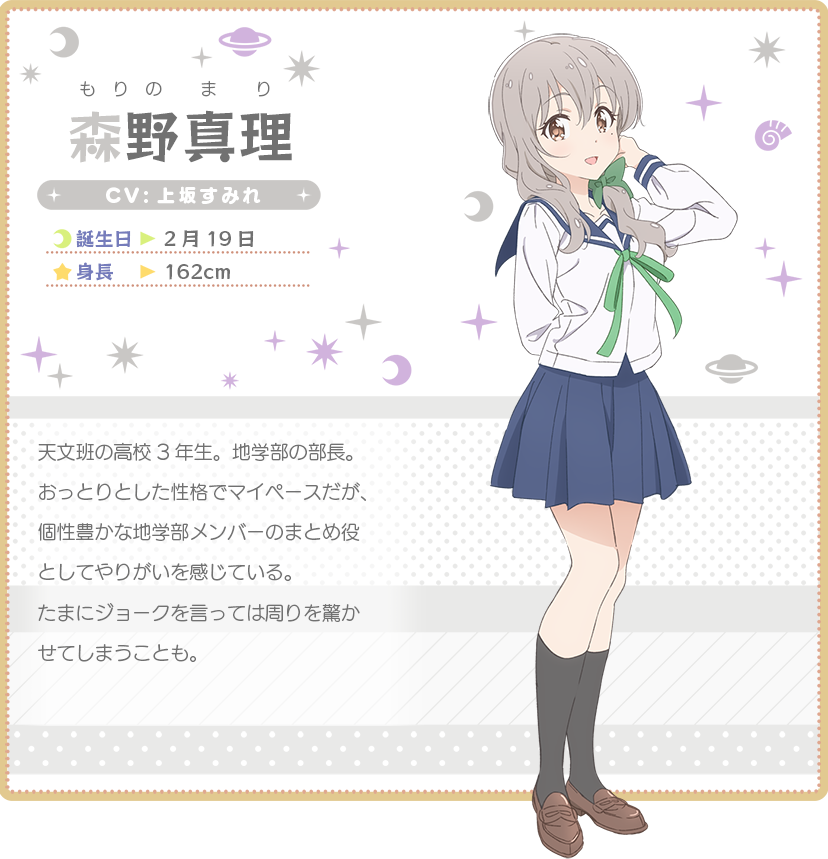 もりの まり
森野真理
CV：上坂すみれ
誕生日 2月19日
身長 162cm
天文班の高校3年生。地学部の部長。
おっとりとした性格でマイペースだが、
個性豊かな地学部メンバーのまとめ役
としてやりがいを感じている。
たまにジョークを言っては周りを驚か
せてしまうことも。